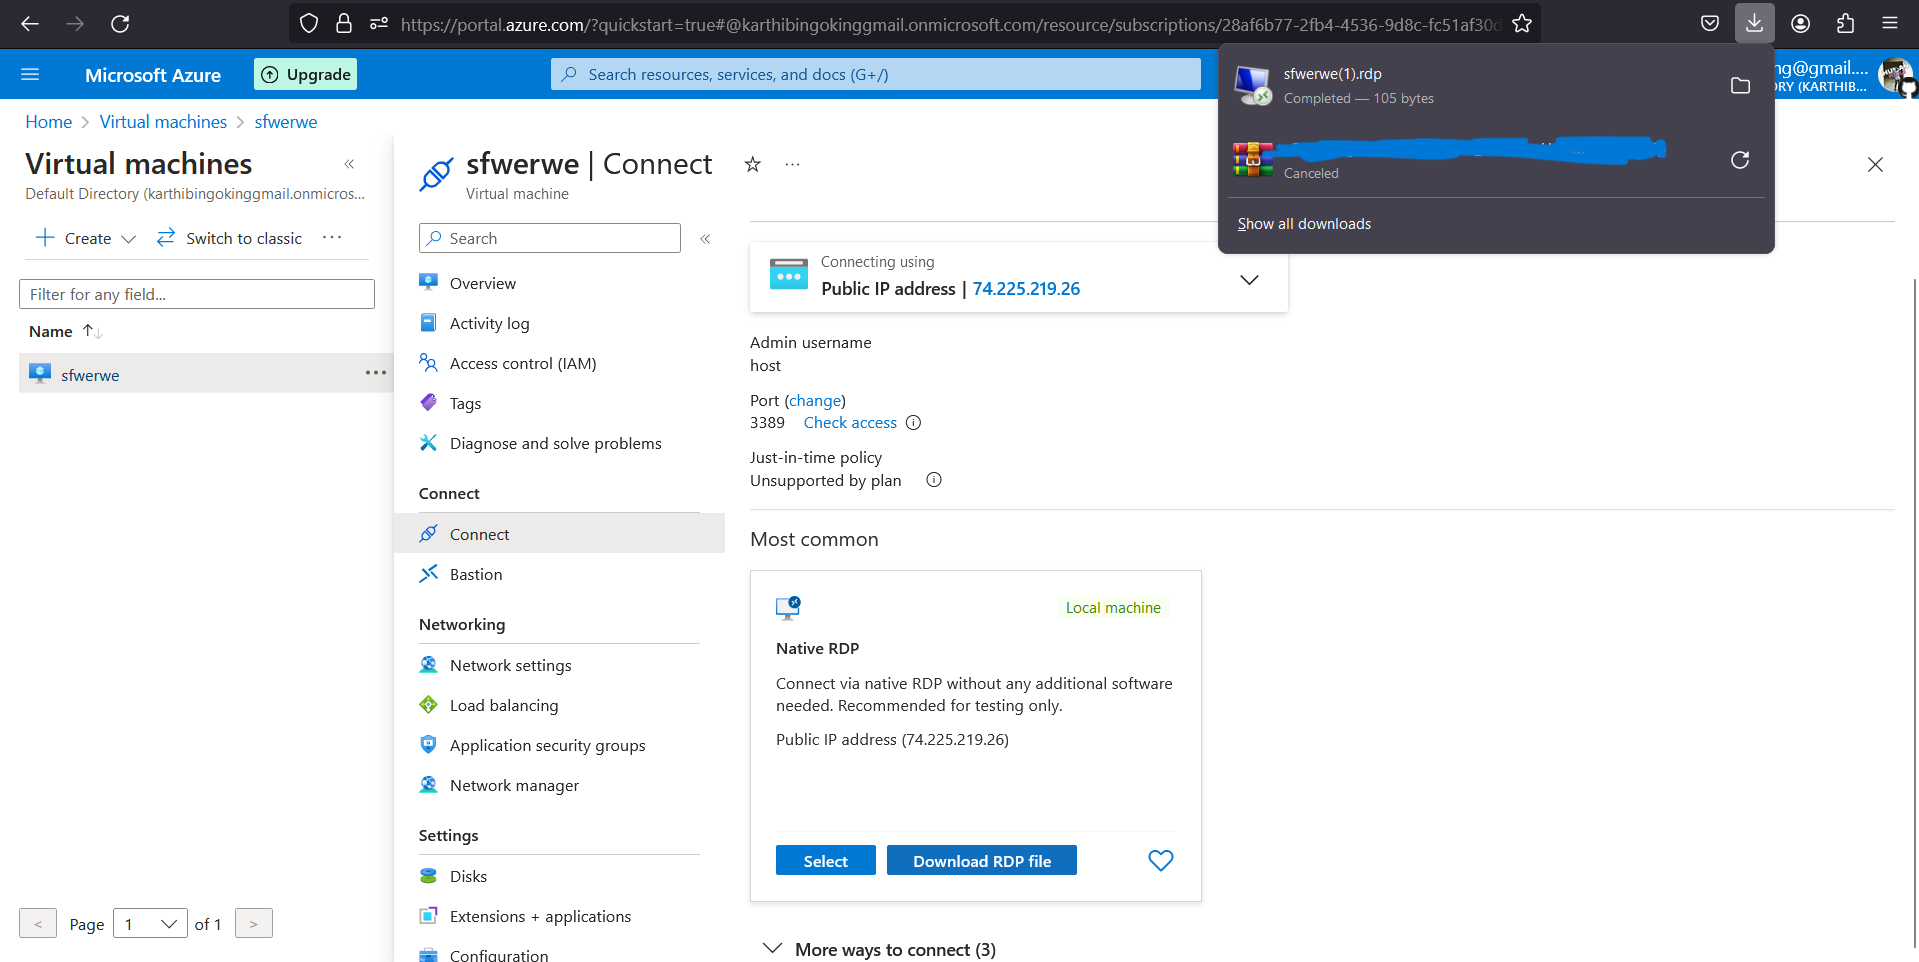 https://portal.azure.com/?quickstart=true#@karthibingokinggmail.onmicrosoft.com/resource/subscriptions/28af6b77-2fb4-4536-9d8c-fc51af30d
Microsoft Azure
Upgrade
Search resources, services, and docs (G+/)
ng@gmail....
ORY (KARTHIB...
sfwerwe(1).rdp
Completed — 105 bytes
Canceled
Show all downloads
Home > Virtual machines > sfwerwe
Virtual machines
Default Directory (karthibingokinggmail.onmicros...
Create
Switch to classic
Filter for any field...
Name
sfwerwe
< Page 1 of 1 >
sfwerwe | Connect
Virtual machine
Search
Overview
Activity log
Access control (IAM)
Tags
Diagnose and solve problems
Connect
Connect
Bastion
Networking
Network settings
Load balancing
Application security groups
Network manager
Settings
Disks
Extensions + applications
Configuration
Connecting using
Public IP address | 74.225.219.26
Admin username
host
Port (change)
3389 Check access
Just-in-time policy
Unsupported by plan
Most common
Local machine
Native RDP
Connect via native RDP without any additional software
needed. Recommended for testing only.
Public IP address (74.225.219.26)
Select
Download RDP file
More ways to connect (3)